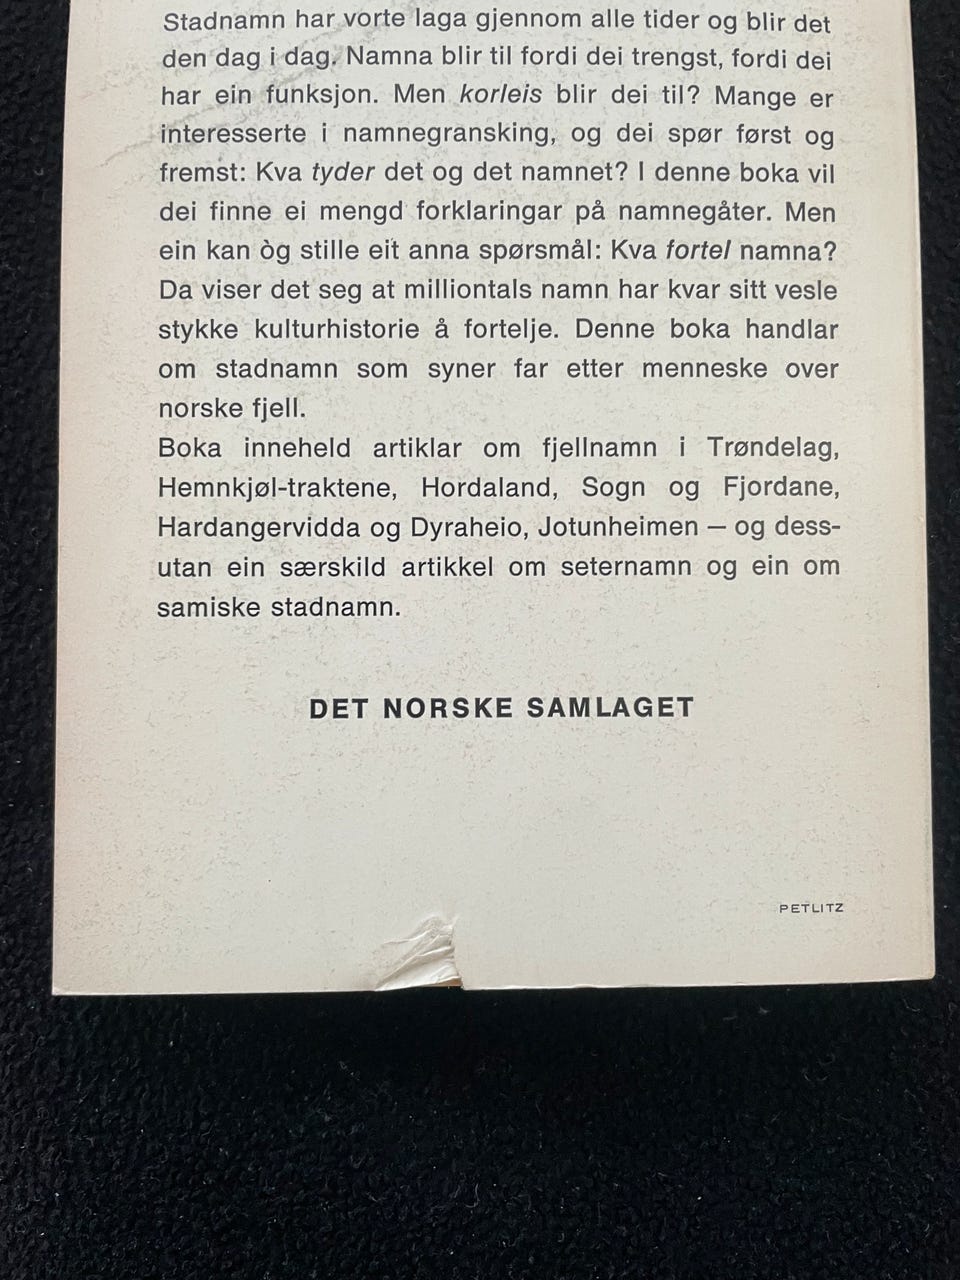 Stadnamn har vorte laga gjennom alle tider og blir det
den dag i dag. Namna blir til fordi dei trengst, fordi dei
har ein funksjon. Men korleis blir dei til? Mange er
interesserte i namnegransking, og dei spør først og
fremst: Kva tyder det og det namnet? I denne boka vil
dei finne ei mengd forklaringar på namnegåter. Men
ein kan òg stille eit anna spørsmål: Kva fortel namna?
Da viser det seg at milliontals namn har kvar sitt vesle
stykke kulturhistorie å fortelje. Denne boka handlar
om stadnamn som syner far etter menneske over
norske fjell.
Boka inneheld artiklar om fjellnamn i Trøndelag,
Hemnkjøl-traktene, Hordaland, Sogn og Fjordane,
Hardangervidda og Dyraheio, Jotunheimen — og dess-
utan ein særskild artikkel om seternamn og ein om
samiske stadnamn.
DET NORSKE SAMLAGET
PETLITZ